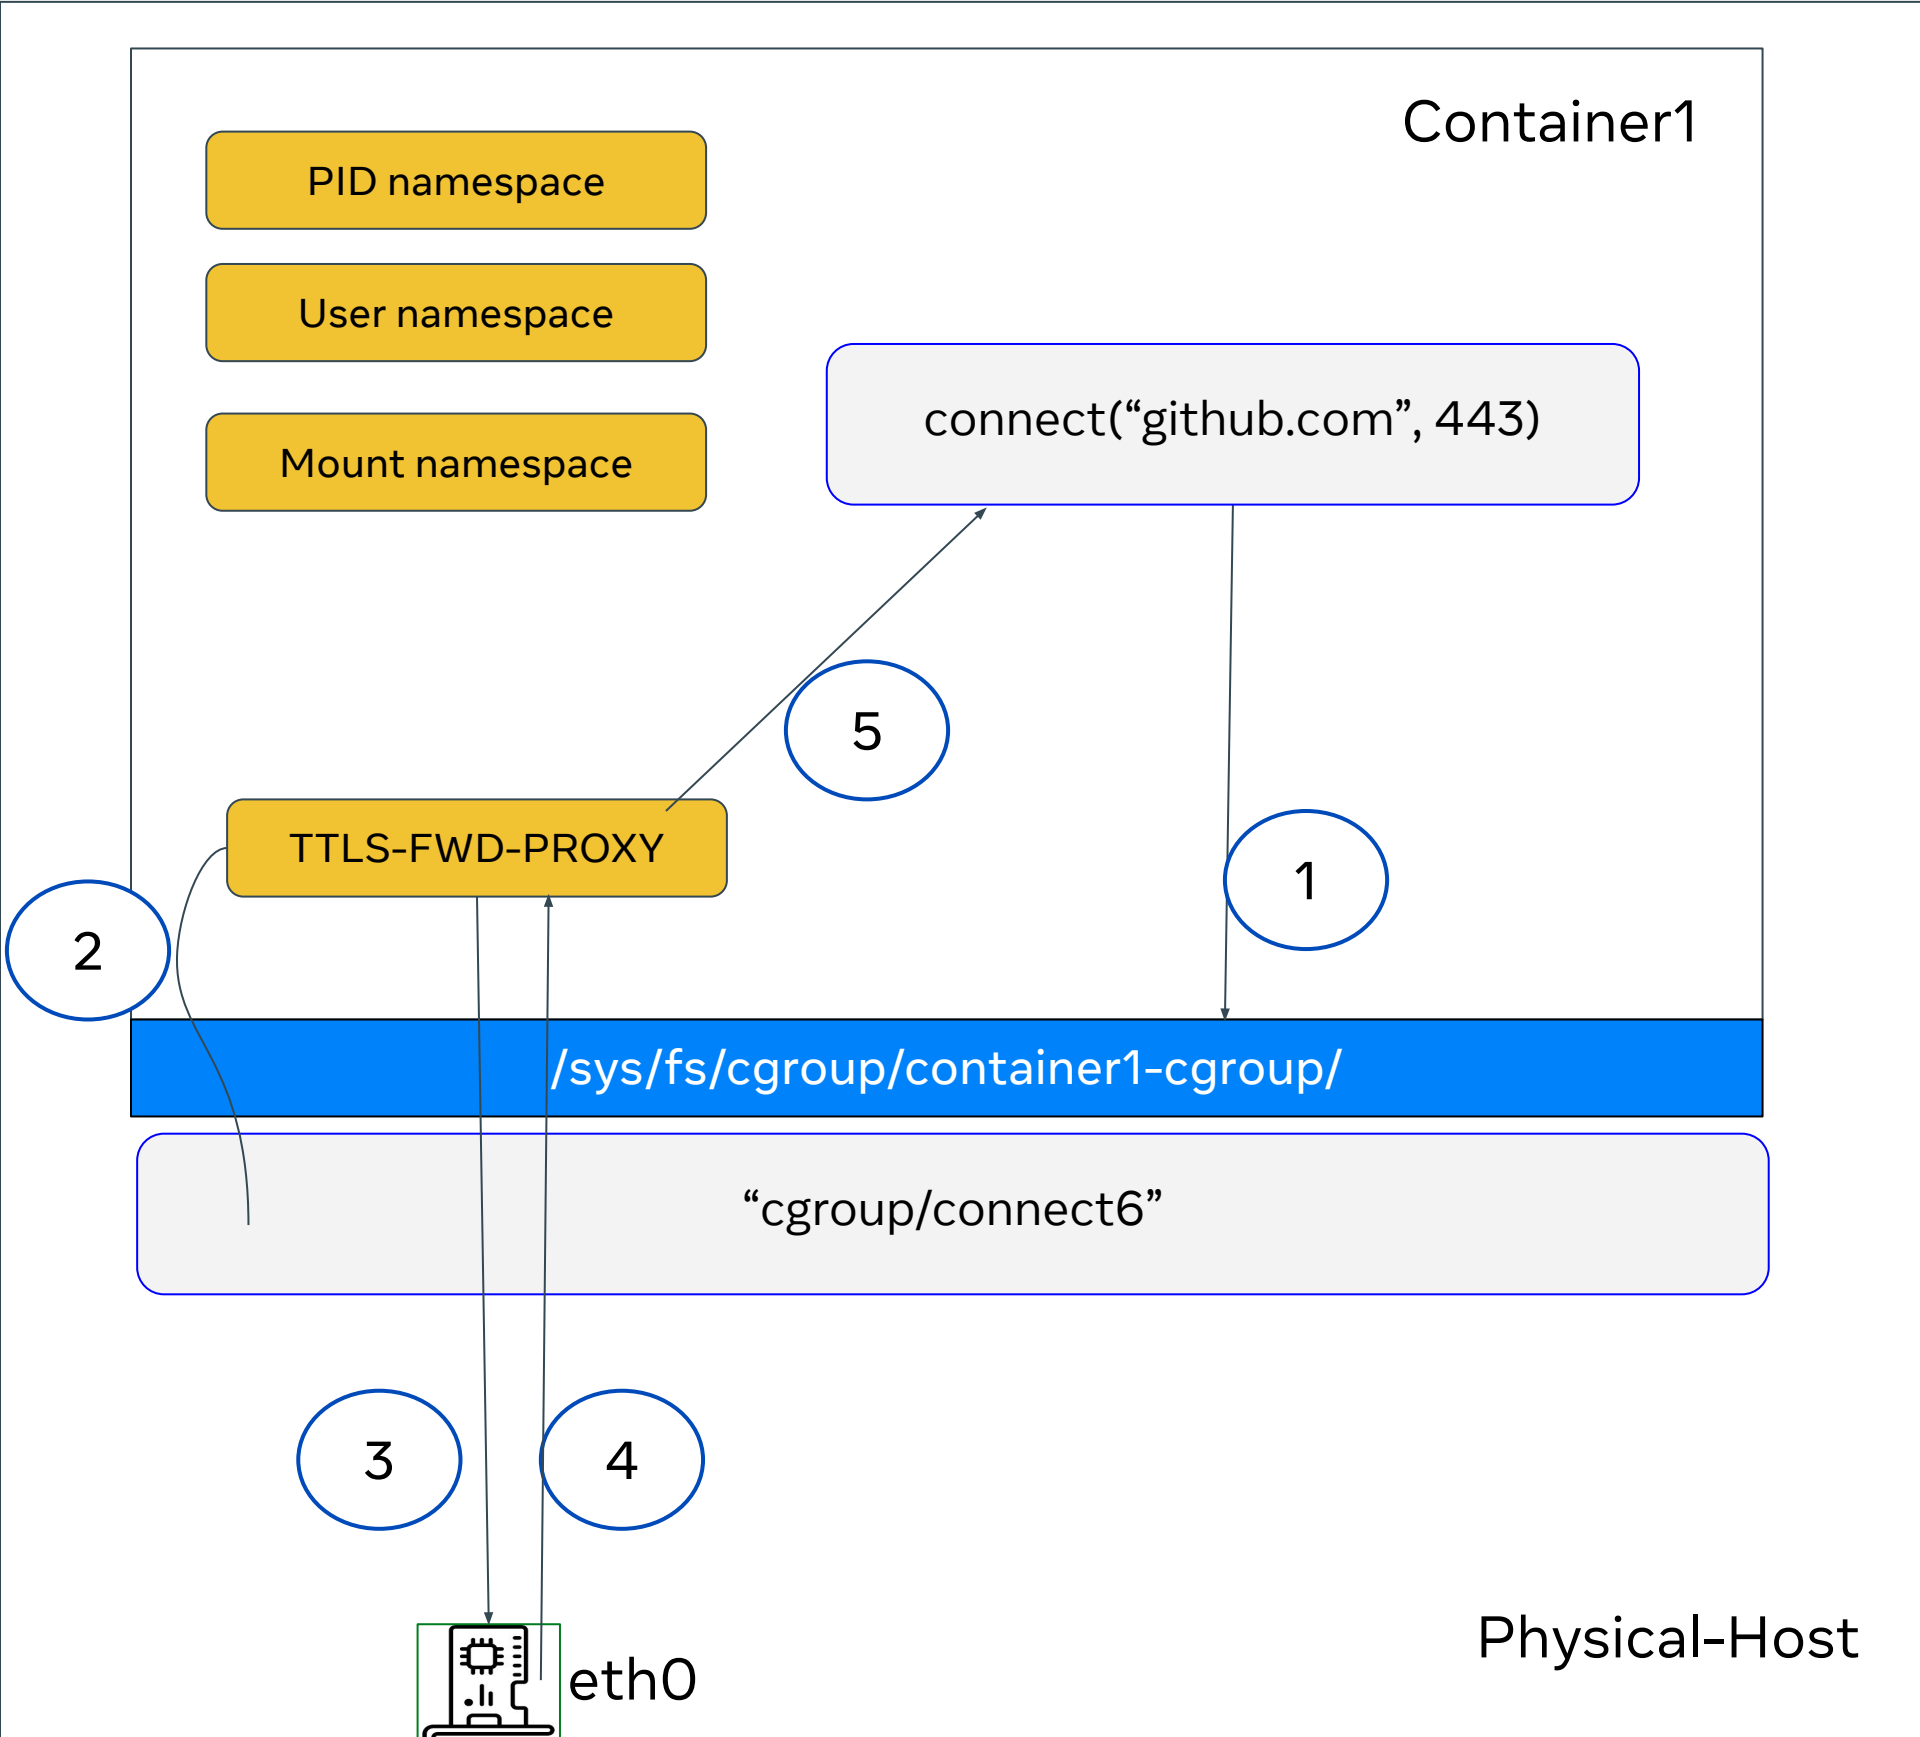 Container1
PID namespace
User namespace
Mount namespace
connect(“github.com”, 443)
5
TTLS-FWD-PROXY
1
2
/sys/fs/cgroup/container1-cgroup/
“cgroup/connect6”
3
4
Physical-Host
eth0